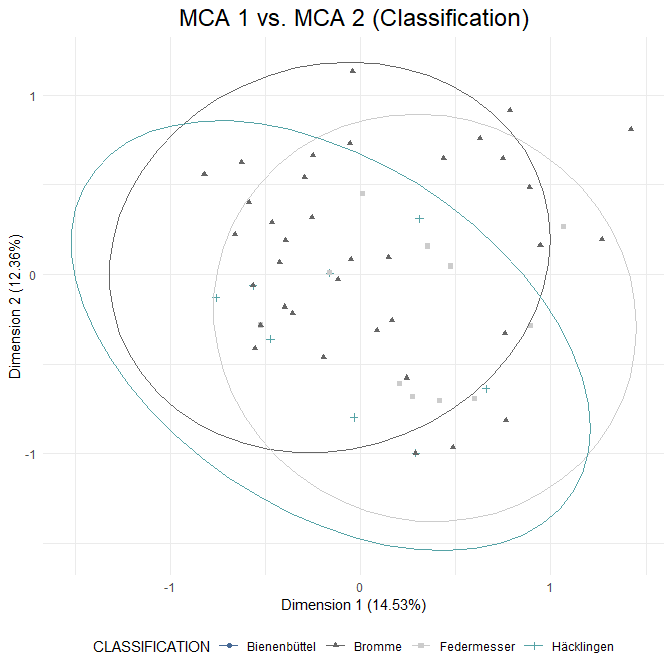 MCA 1 vs. MCA 2 (Classification)
1
0
-1
Dimension 2 (12.36%)
-1 0 1
Dimension 1 (14.53%)
CLASSIFICATION Bienenbüttel Bromme Federmesser Häcklingen